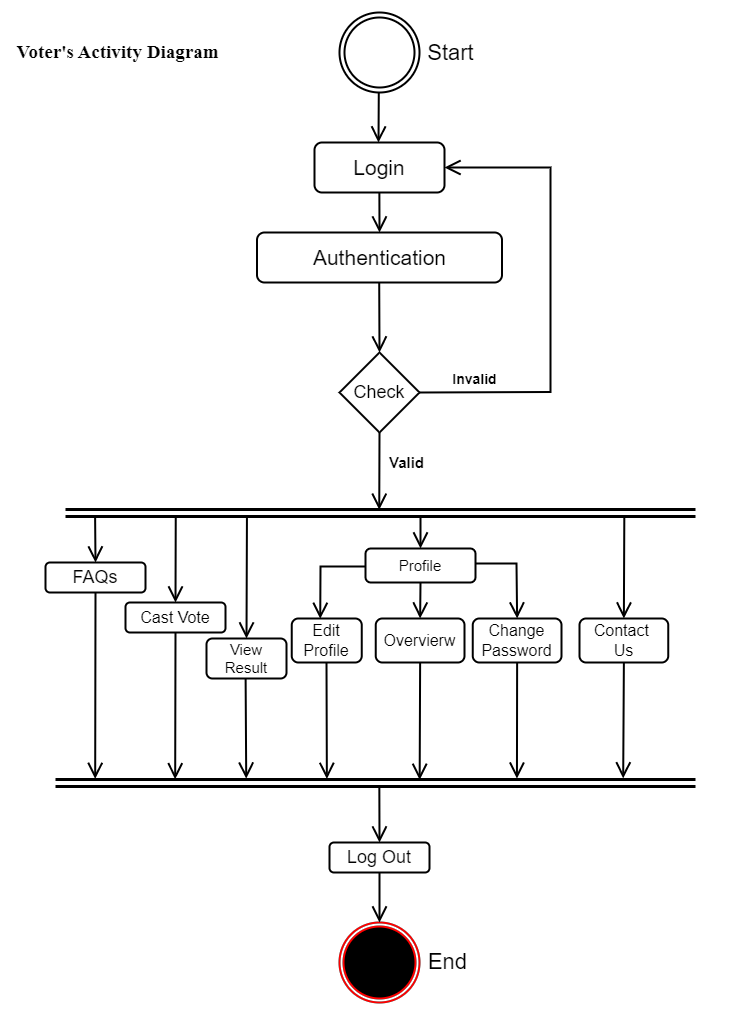 Voter's Activity Diagram
Start
Login
Authentication
Check
Invalid
Valid
FAQs
Cast Vote
View
Result
Profile
Edit
Profile
Overvierw
Change
Password
Contact
Us
Log Out
End